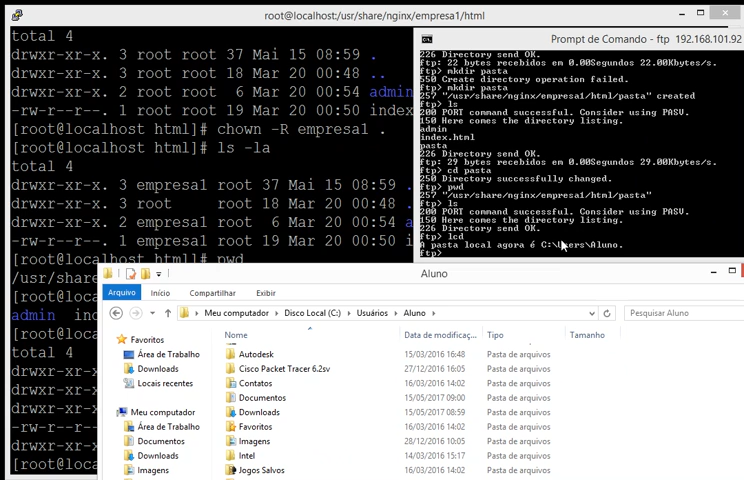 root@localhost:/usr/share/nginx/empresa1/html
total 4
drwxr-xr-x. 3 root root 37 Mai 15 08:59 .
drwxr-xr-x. 3 root root 18 Mar 20 00:48 ..
drwxr-xr-x. 2 root root  6 Mar 20 00:54 admin
-rw-r--r--. 1 root root 19 Mar 20 00:50 index
[root@localhost html]# chown -R empresa1 .
[root@localhost html]# ls -la
total 4
drwxr-xr-x. 3 empresa1 root 37 Mai 15 08:59 .
drwxr-xr-x. 3 root     root 18 Mar 20 00:48 .
drwxr-xr-x. 2 empresa1 root  6 Mar 20 00:54 a
-rw-r--r--. 1 empresa1 root 19 Mar 20 00:50 i
[root@localhost html]# pwd
/usr/share
[root@loca
admin  ind
[root@loca
total 4
drwxr-xr-x
drwxr-xr-x
drwxr-xr-x
-rw-r--r--
drwxr-xr-x
[root@loca
Prompt de Comando - ftp 192.168.101.92
226 Directory send OK.
ftp: 22 bytes recebidos em 0.00Segundos 22.00Kbytes/s.
ftp> mkdir pasta
550 Create directory operation failed.
ftp> mkdir pasta
257 "/usr/share/nginx/empresa1/html/pasta" created
ftp> ls
200 PORT command successful. Consider using PASV.
150 Here comes the directory listing.
admin
index.html
pasta
226 Directory send OK.
ftp: 29 bytes recebidos em 0.00Segundos 29.00Kbytes/s.
ftp> cd pasta
250 Directory successfully changed.
ftp> pwd
257 "/usr/share/nginx/empresa1/html/pasta"
ftp> ls
200 PORT command successful. Consider using PASV.
150 Here comes the directory listing.
226 Directory send OK.
ftp> lcd
A pasta local agora é C:\Users\Aluno.
ftp>
Aluno
Arquivo Início Compartilhar Exibir
Meu computador Disco Local (C:) Usuários Aluno Pesquisar Aluno
Favoritos
Área de Trabalho
Downloads
Locais recentes
Meu computador
Área de Trabalho
Documentos
Downloads
Imagens
Nome Data de modificaç... Tipo Tamanho
Autodesk 15/03/2016 16:48 Pasta de arquivos
Cisco Packet Tracer 6.2sv 27/12/2016 16:05 Pasta de arquivos
Contatos 16/03/2016 14:02 Pasta de arquivos
Documentos 15/05/2017 09:00 Pasta de arquivos
Downloads 15/05/2017 08:59 Pasta de arquivos
Favoritos 16/03/2016 14:02 Pasta de arquivos
Imagens 28/12/2016 10:05 Pasta de arquivos
Intel 14/03/2016 15:17 Pasta de arquivos
Jogos Salvos 16/03/2016 14:02 Pasta de arquivos